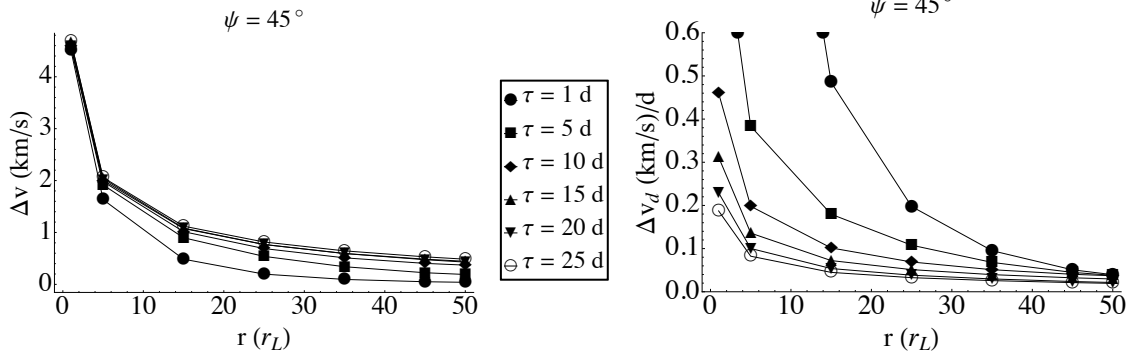 ψ = 45°
Δv (km/s)
4
3
2
1
0
0 10 20 30 40 50
r (r_L)
τ = 1 d
τ = 5 d
τ = 10 d
τ = 15 d
τ = 20 d
τ = 25 d
ψ = 45°
Δv_d (km/s)/d
0.6
0.5
0.4
0.3
0.2
0.1
0.0
0 10 20 30 40 50
r (r_L)